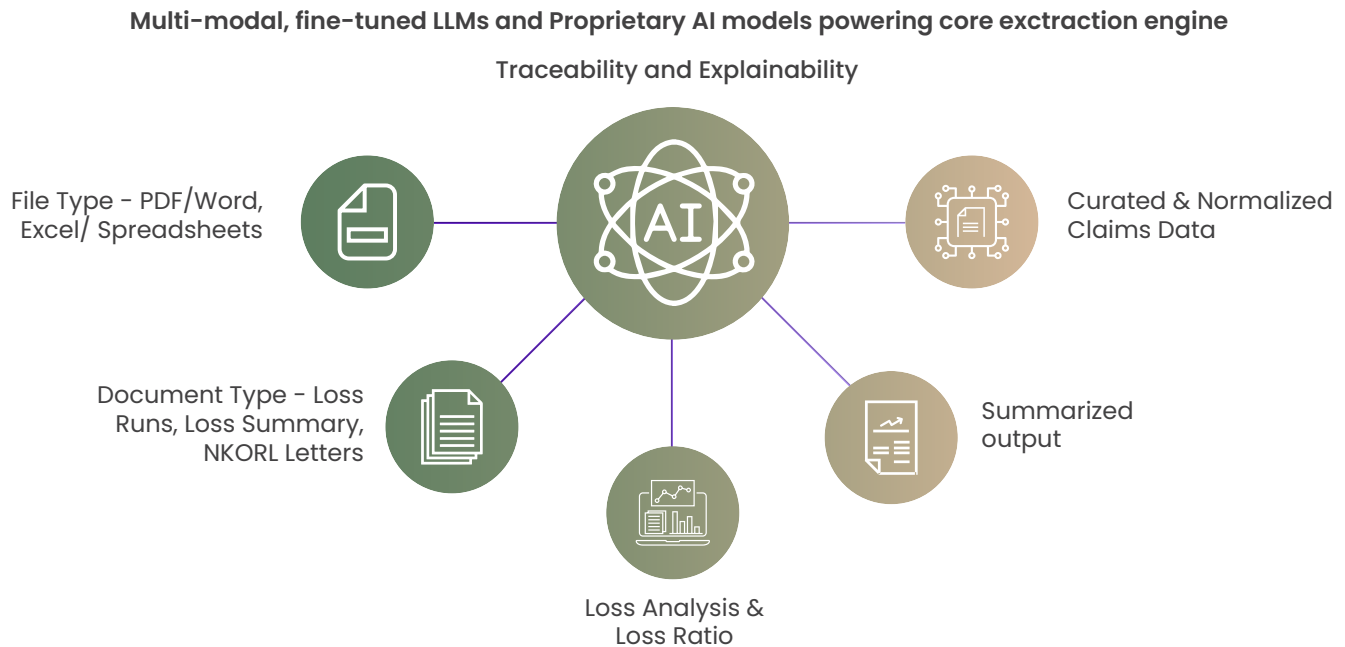 Multi-modal, fine-tuned LLMs and Proprietary AI models powering core exctraction engine
Traceability and Explainability
AI
File Type - PDF/Word,
Excel/ Spreadsheets
Curated & Normalized
Claims Data
Document Type - Loss
Runs, Loss Summary,
NKORL Letters
Summarized
output
Loss Analysis &
Loss Ratio